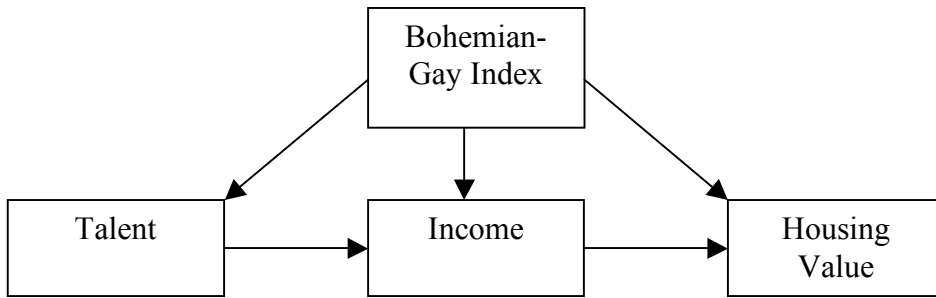 Bohemian-
Gay Index
Talent
Income
Housing
Value